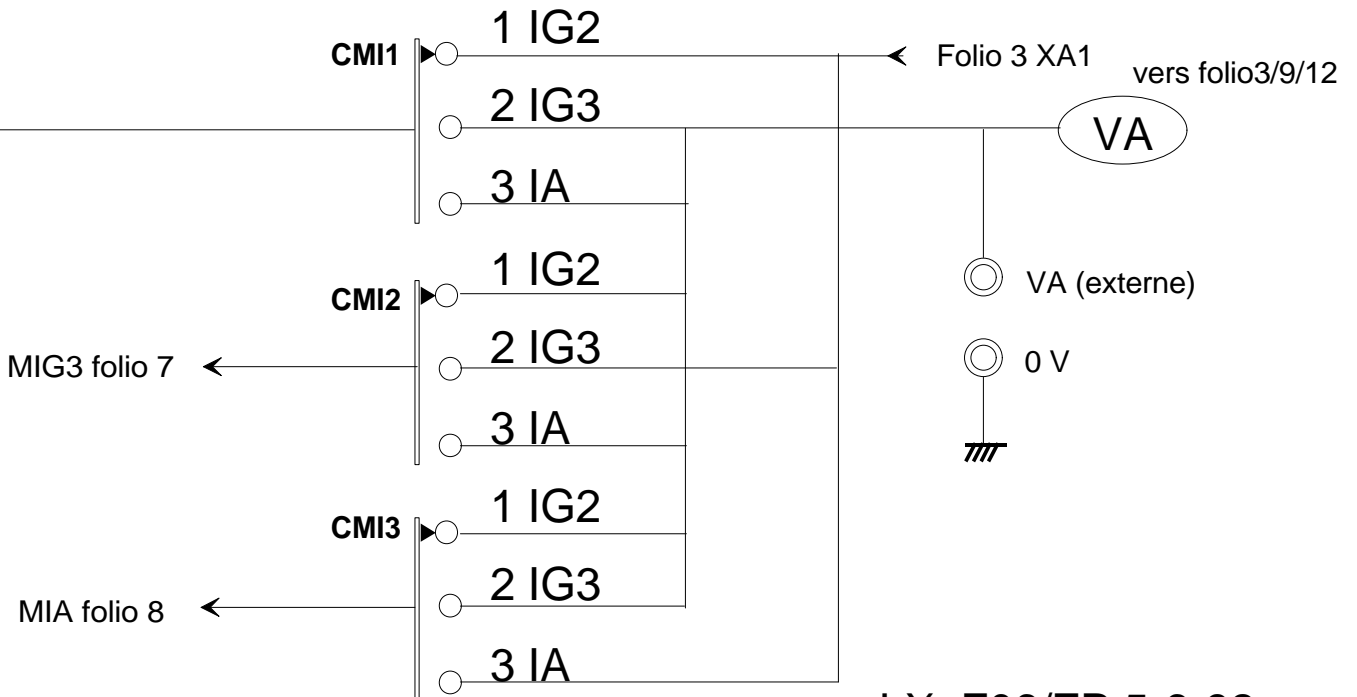 1 IG2
CMI1
Folio 3 XA1
vers folio3/9/12
2 IG3
VA
3 IA
1 IG2
CMI2
VA (externe)
MIG3 folio 7
2 IG3
0 V
3 IA
1 IG2
CMI3
2 IG3
MIA folio 8
3 IA